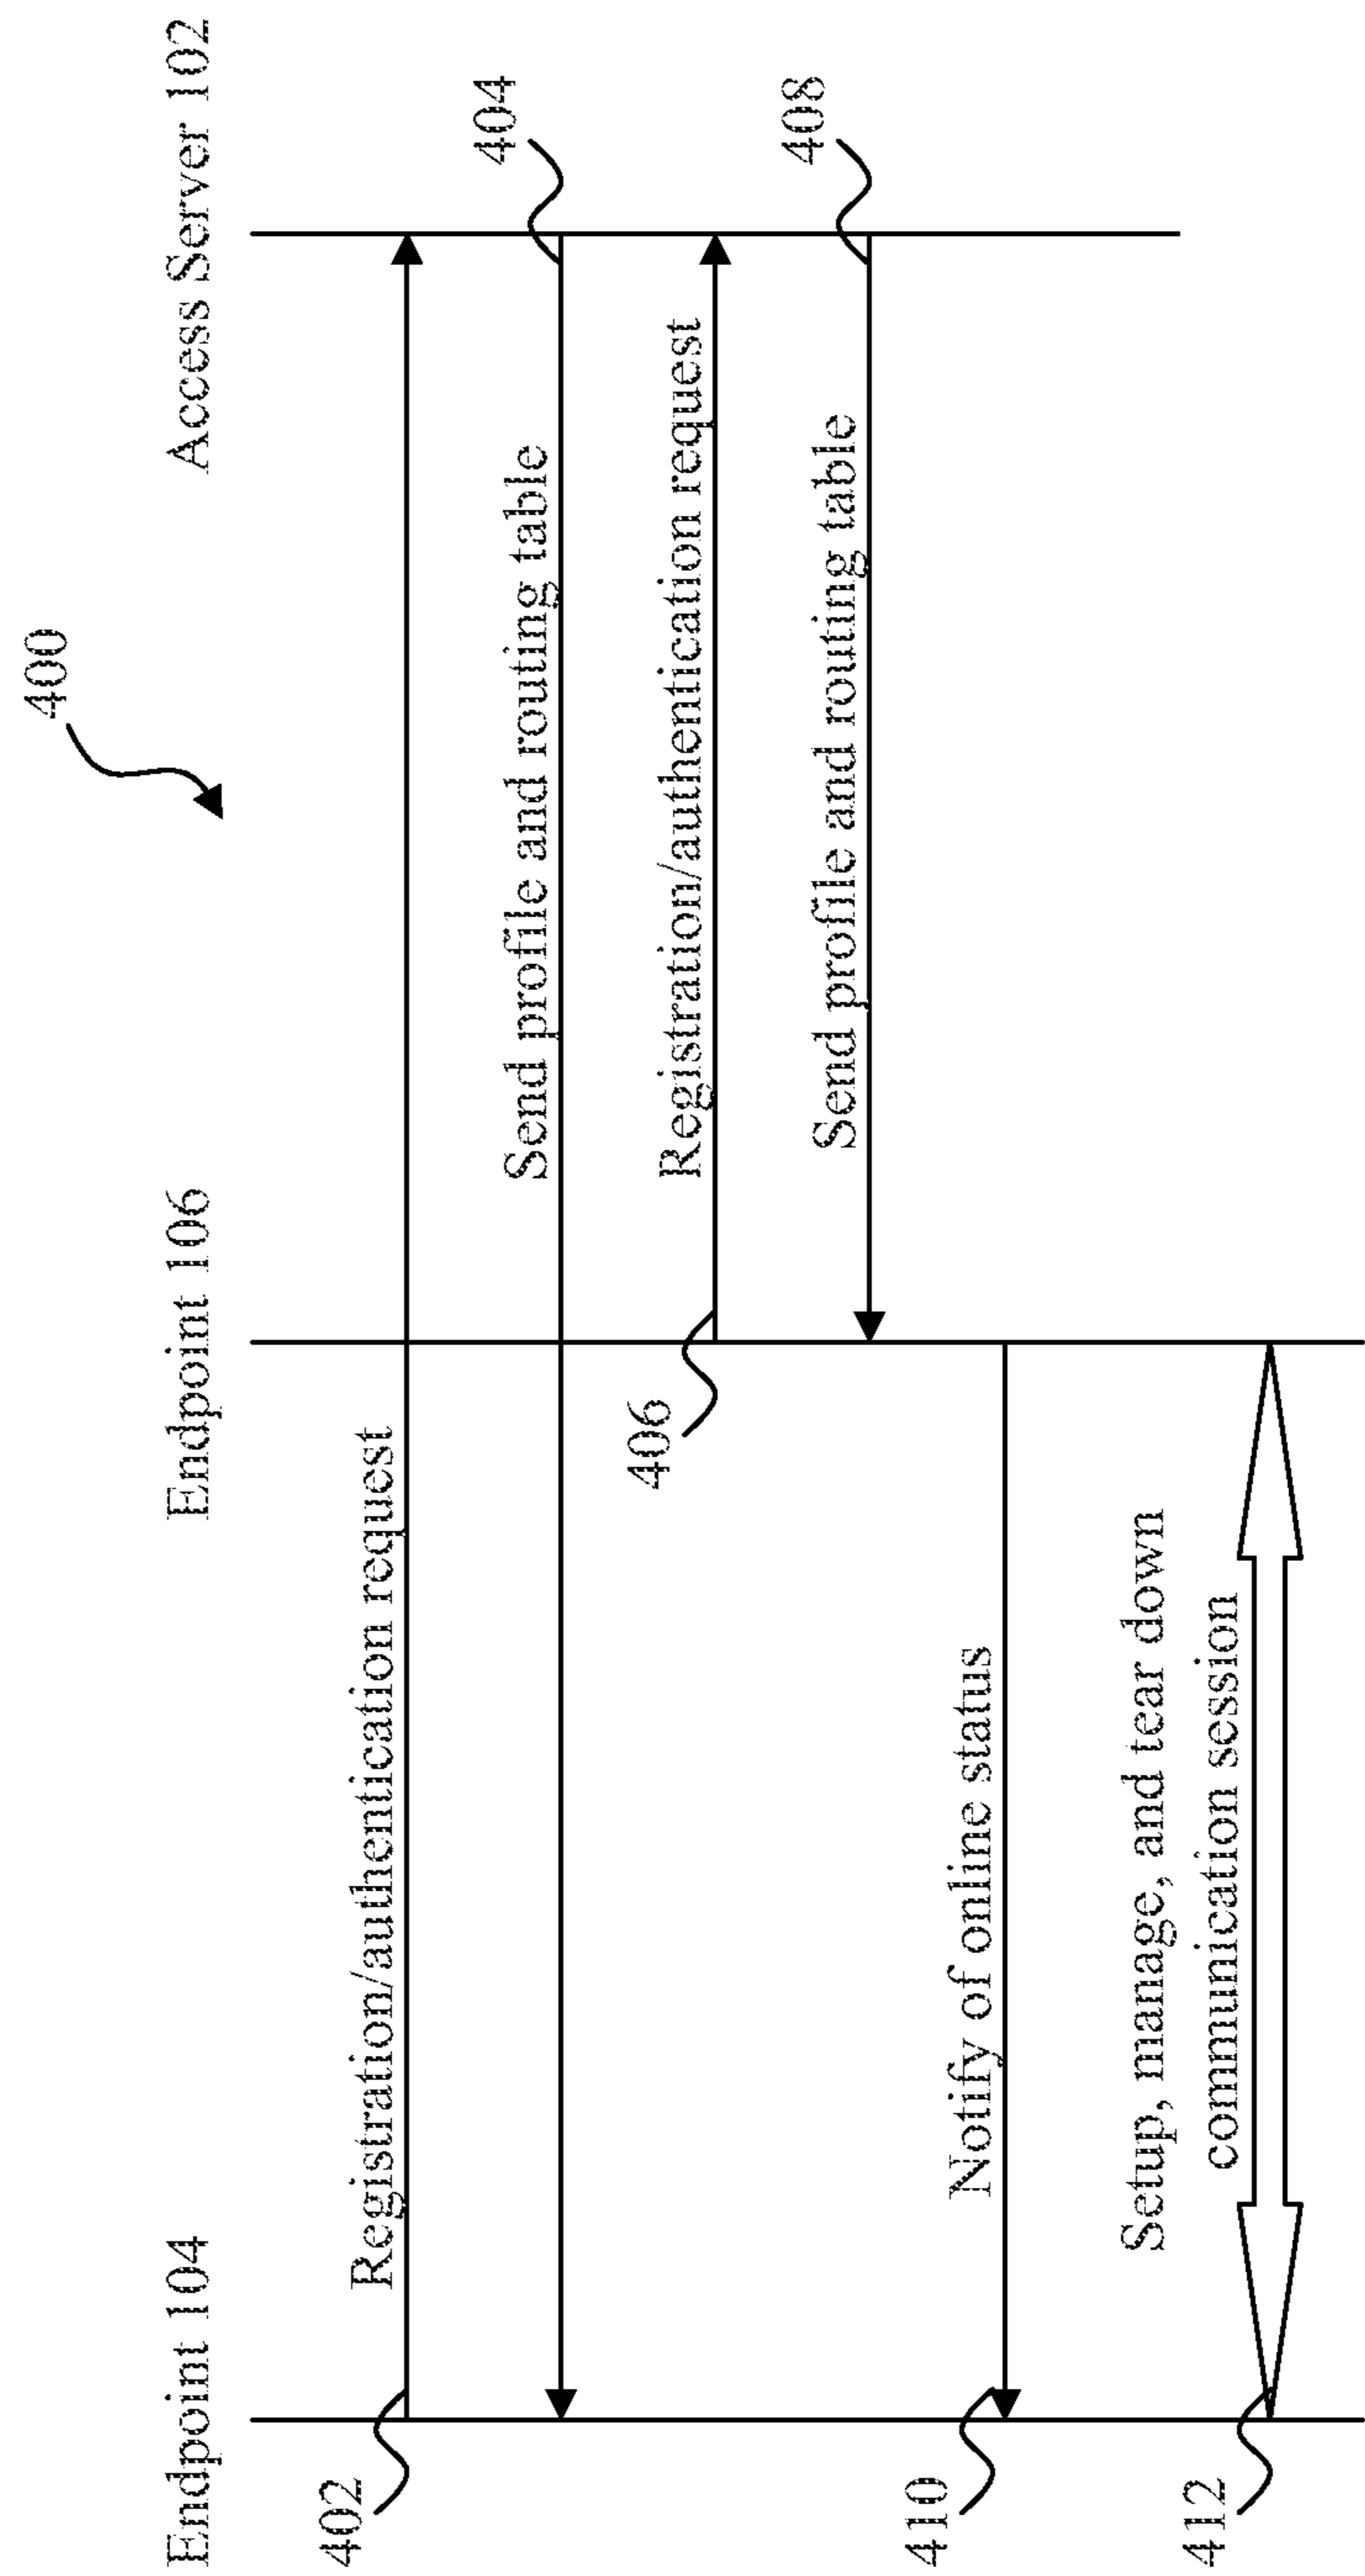 400
Endpoint 104
Endpoint 106
Access Server 102
402
Registration/authentication request
404
Send profile and routing table
406
Registration/authentication request
408
Send profile and routing table
410
Notify of online status
412
Setup, manage, and tear down
communication session